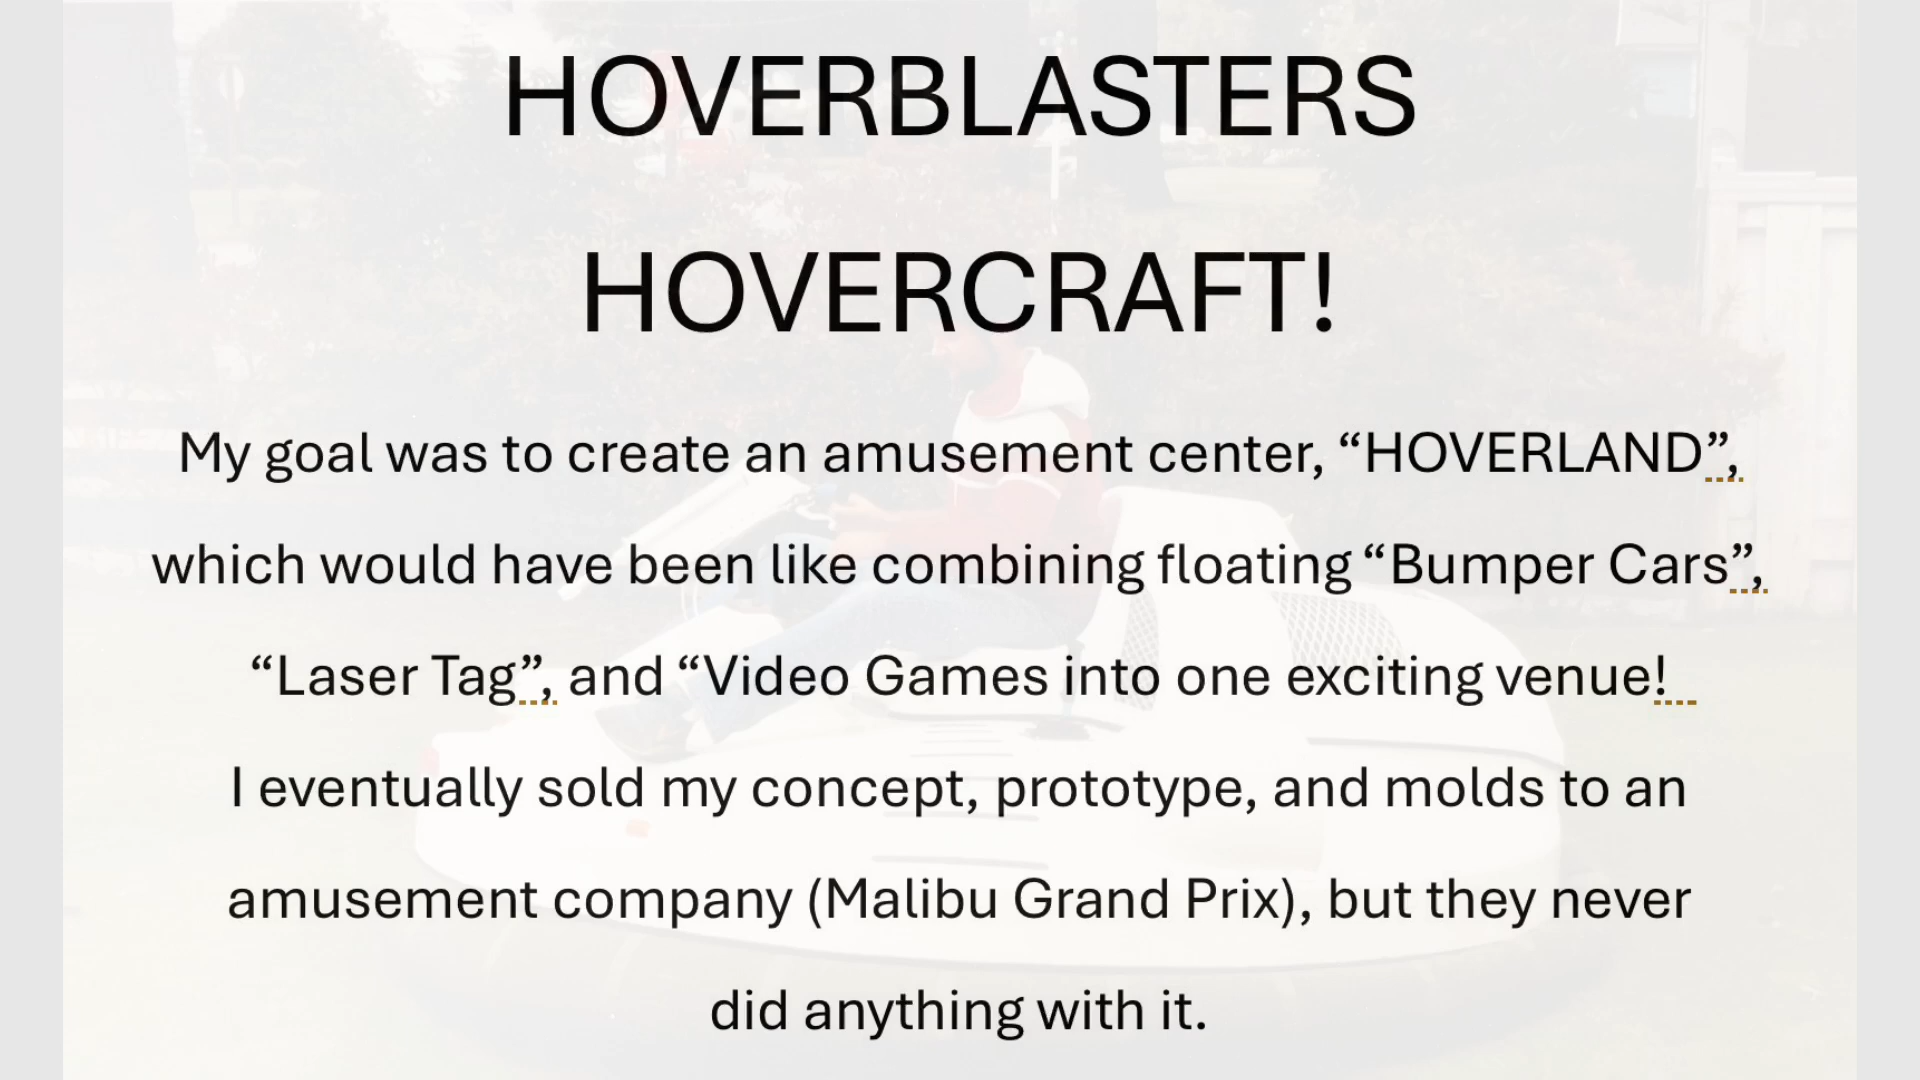 HOVERBLASTERS
HOVERCRAFT!
My goal was to create an amusement center, “HOVERLAND”,
which would have been like combining floating “Bumper Cars”,
“Laser Tag”, and “Video Games into one exciting venue!
I eventually sold my concept, prototype, and molds to an
amusement company (Malibu Grand Prix), but they never
did anything with it.